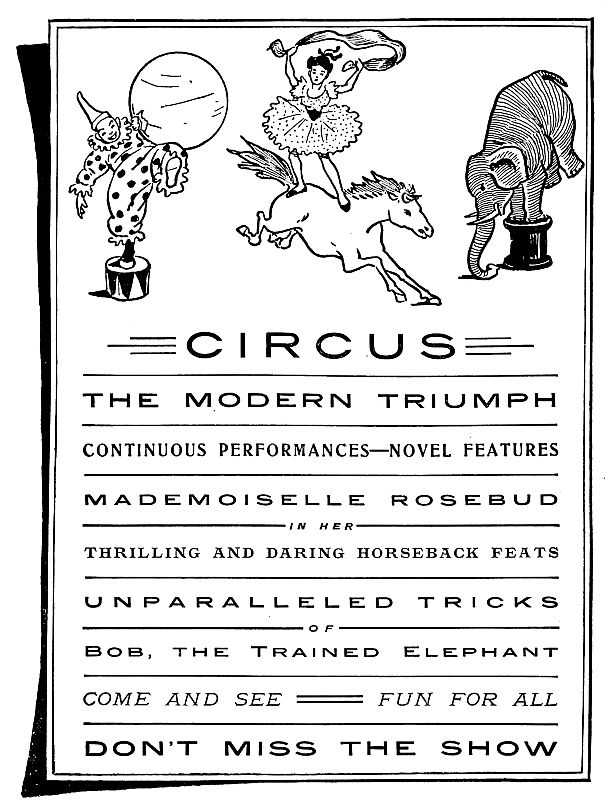 CIRCUS
THE MODERN TRIUMPH
CONTINUOUS PERFORMANCES—NOVEL FEATURES
MADEMOISELLE ROSEBUD
IN HER
THRILLING AND DARING HORSEBACK FEATS
UNPARALLELED TRICKS
OF
BOB, THE TRAINED ELEPHANT
COME AND SEE FUN FOR ALL
DON'T MISS THE SHOW